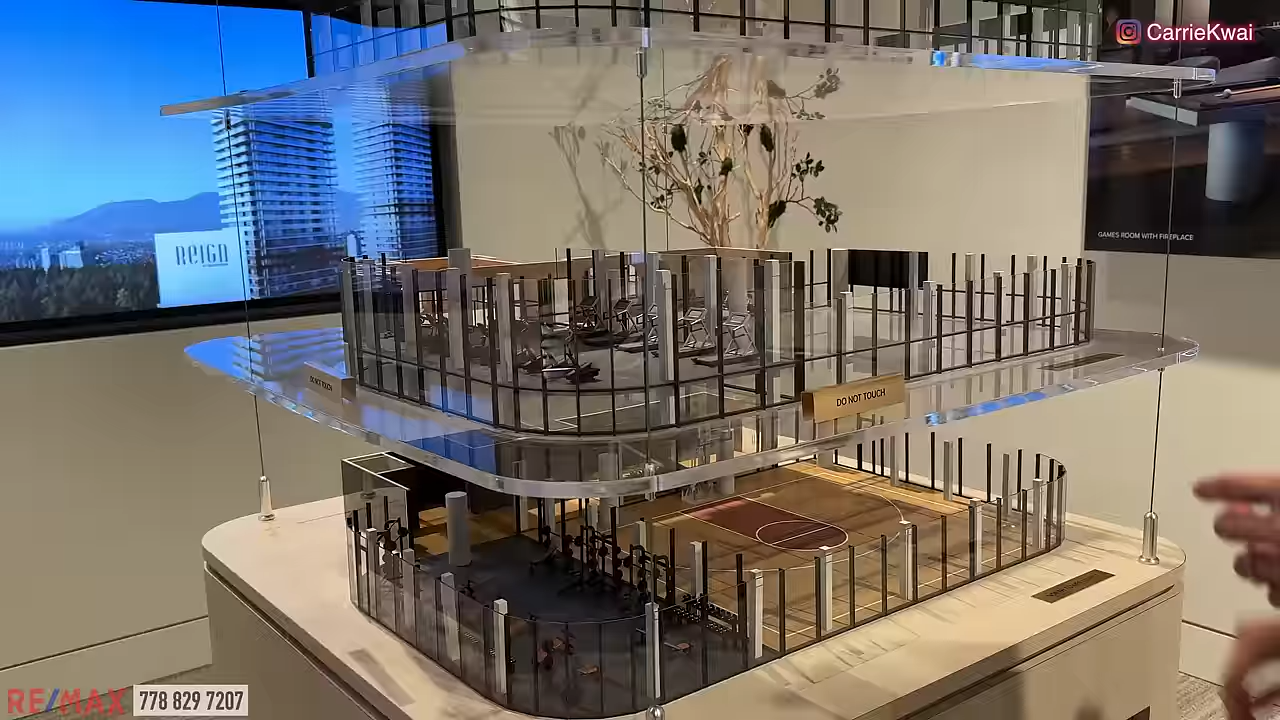 CarrieKwai
REIGN
GAMES ROOM WITH FIREPLACE
DO NOT TOUCH
DO NOT TOUCH
RE/MAX
778 829 7207